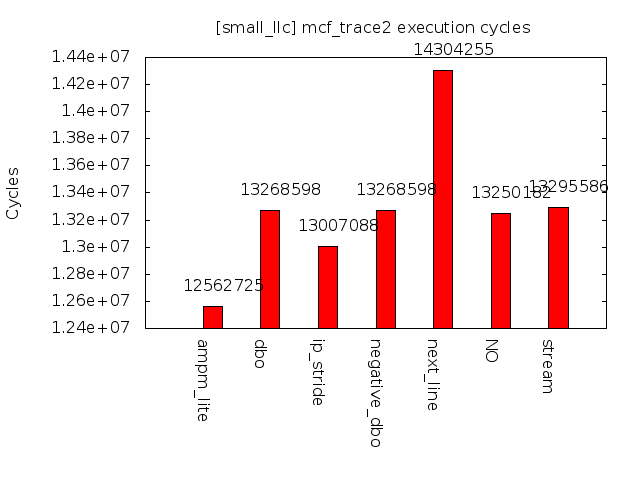 [small_llc] mcf_trace2 execution cycles
Cycles
1.44e+07
1.42e+07
1.4e+07
1.38e+07
1.36e+07
1.34e+07
1.32e+07
1.3e+07
1.28e+07
1.26e+07
1.24e+07
12562725
13268598
13007088
13268598
14304255
13250182
13295586
ampm_lite
dbo
ip_stride
negative_dbo
next_line
NO
stream